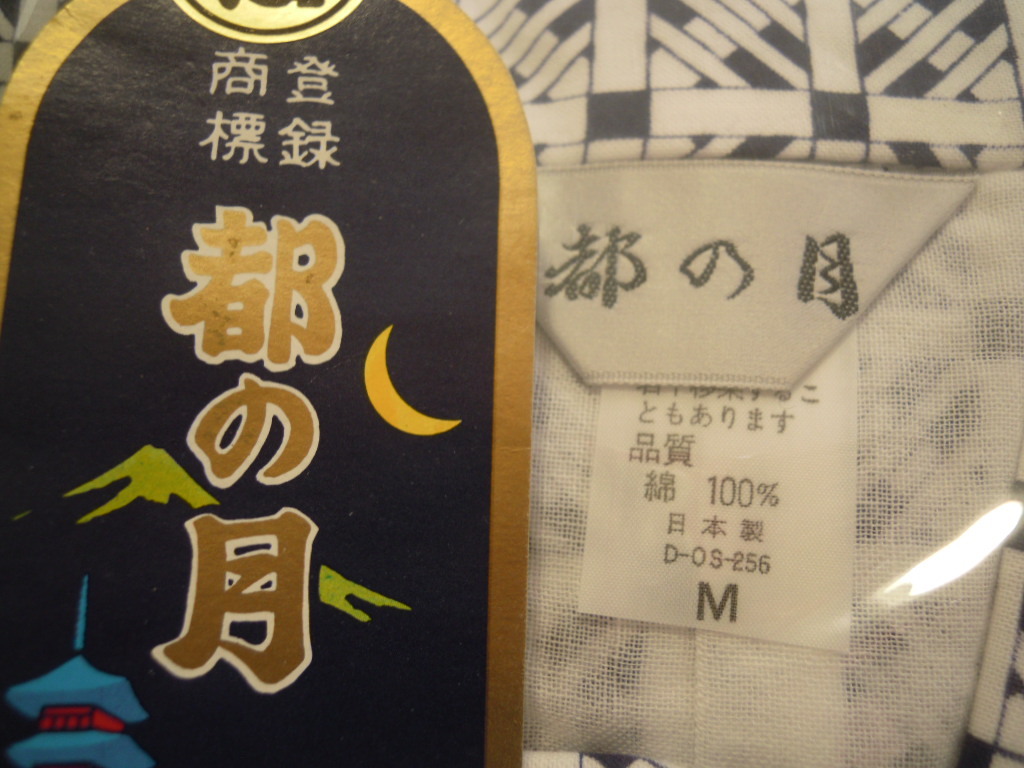 登録
商標
都の月
都の月
ともあります
品質
綿 100%
日本製
D-OS-256
M